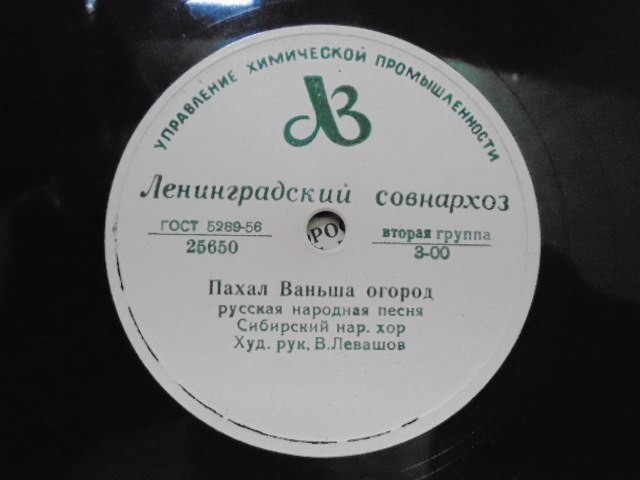 УПРАВЛЕНИЕ ХИМИЧЕСКОЙ ПРОМЫШЛЕННОСТИ
ЛЗ
Ленинградский совнархоз
ГОСТ 5289-56
25650
РО
вторая группа
3-00
Пахал Ваньша огород
русская народная песня
Сибирский нар. хор
Худ. рук. В.Левашов